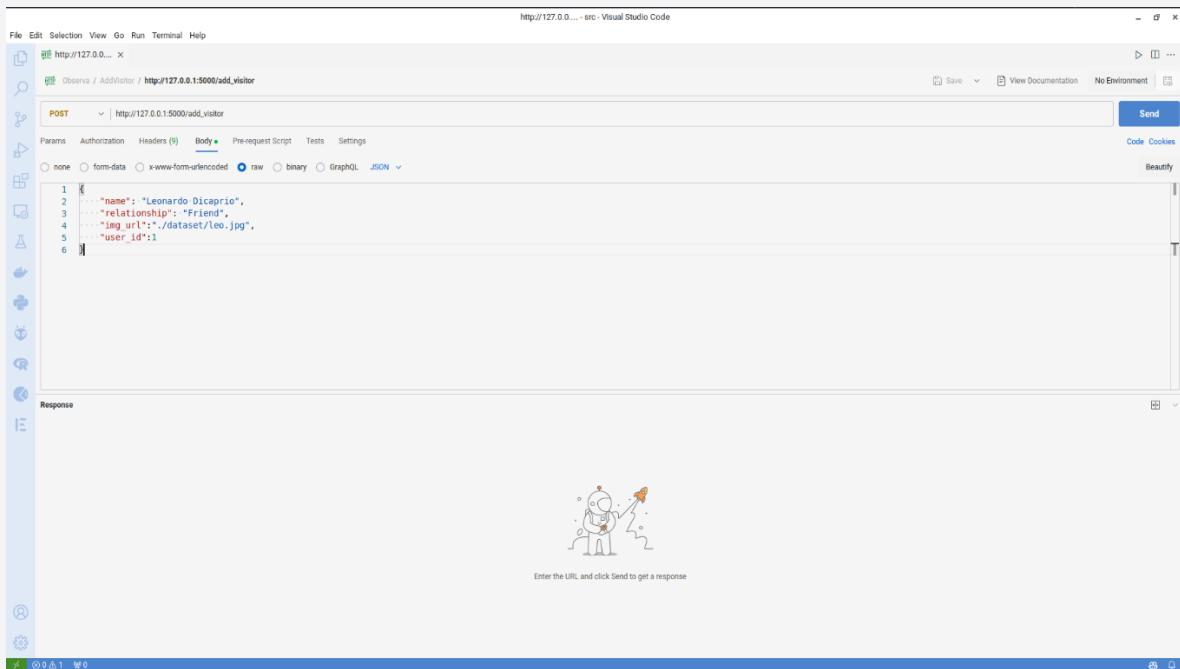 http://127.0.0.... - src - Visual Studio Code
File Edit Selection View Go Run Terminal Help
http://127.0.0....
Observa / AddVisitor / http://127.0.0.1:5000/add_visitor Save View Documentation No Environment
POST http://127.0.0.1:5000/add_visitor Send
Params Authorization Headers (9) Body Pre-request Script Tests Settings Code Cookies
none form-data x-www-form-urlencoded raw binary GraphQL JSON Beautify
1 {
2 ····"name":·"Leonardo·Dicaprio",
3 ····"relationship":·"Friend",
4 ····"img_url":"./dataset/leo.jpg",
5 ····"user_id":1
6 }
Response
Enter the URL and click Send to get a response
0 1 0